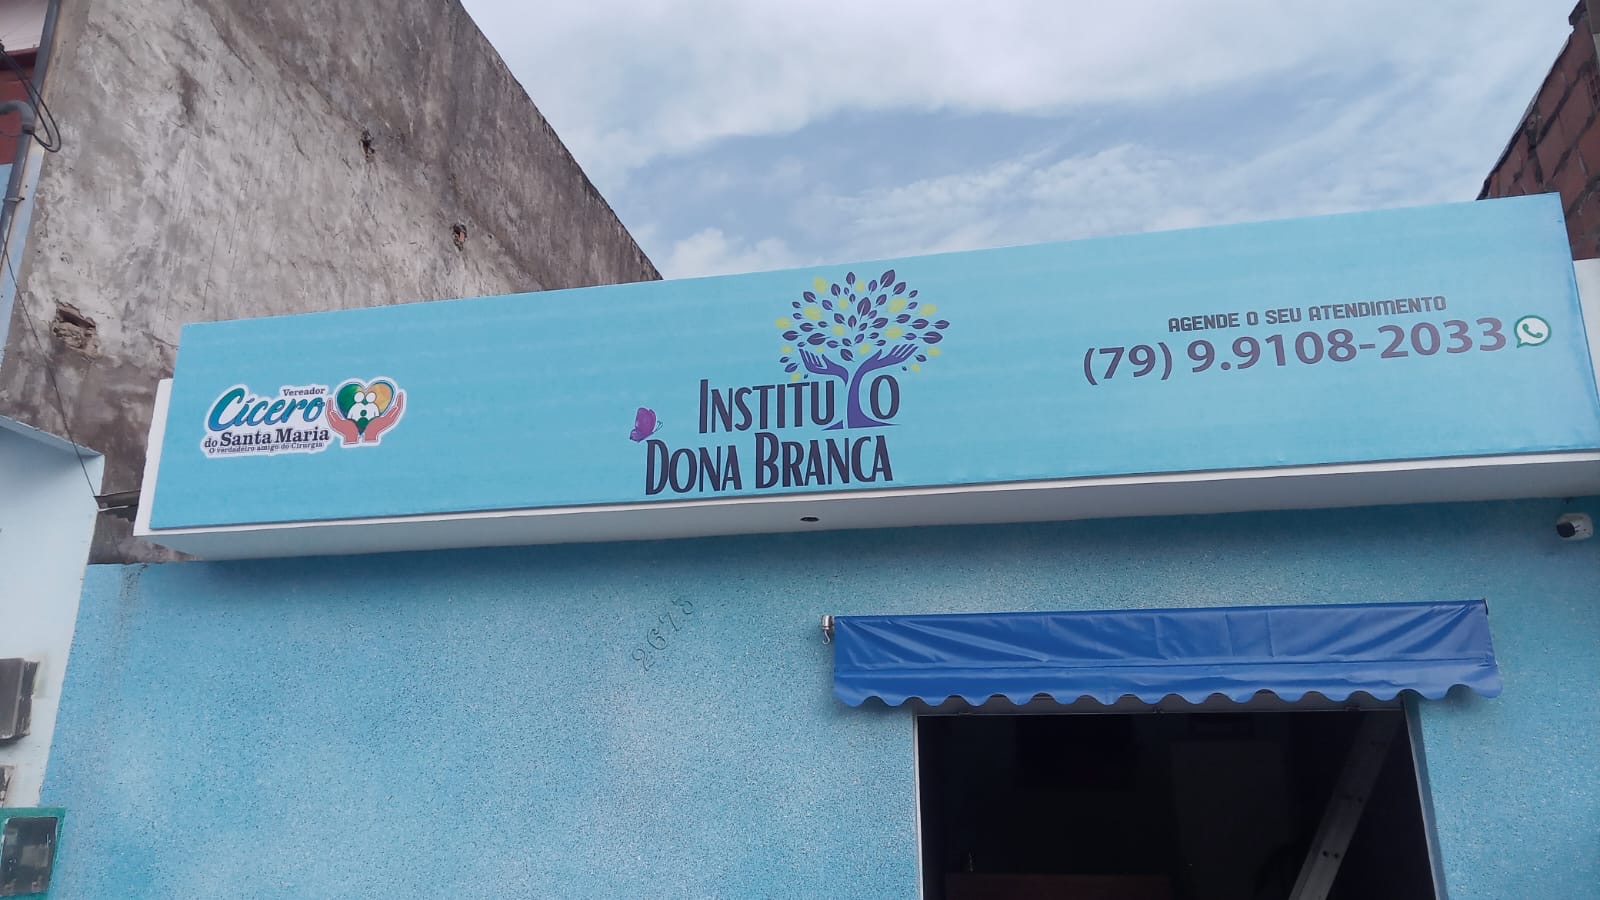 Vereador
Cícero
do Santa Maria
O verdadeiro amigo do Cirurgia
INSTITUTO
DONA BRANCA
AGENDE O SEU ATENDIMENTO
(79) 9.9108-2033
2675